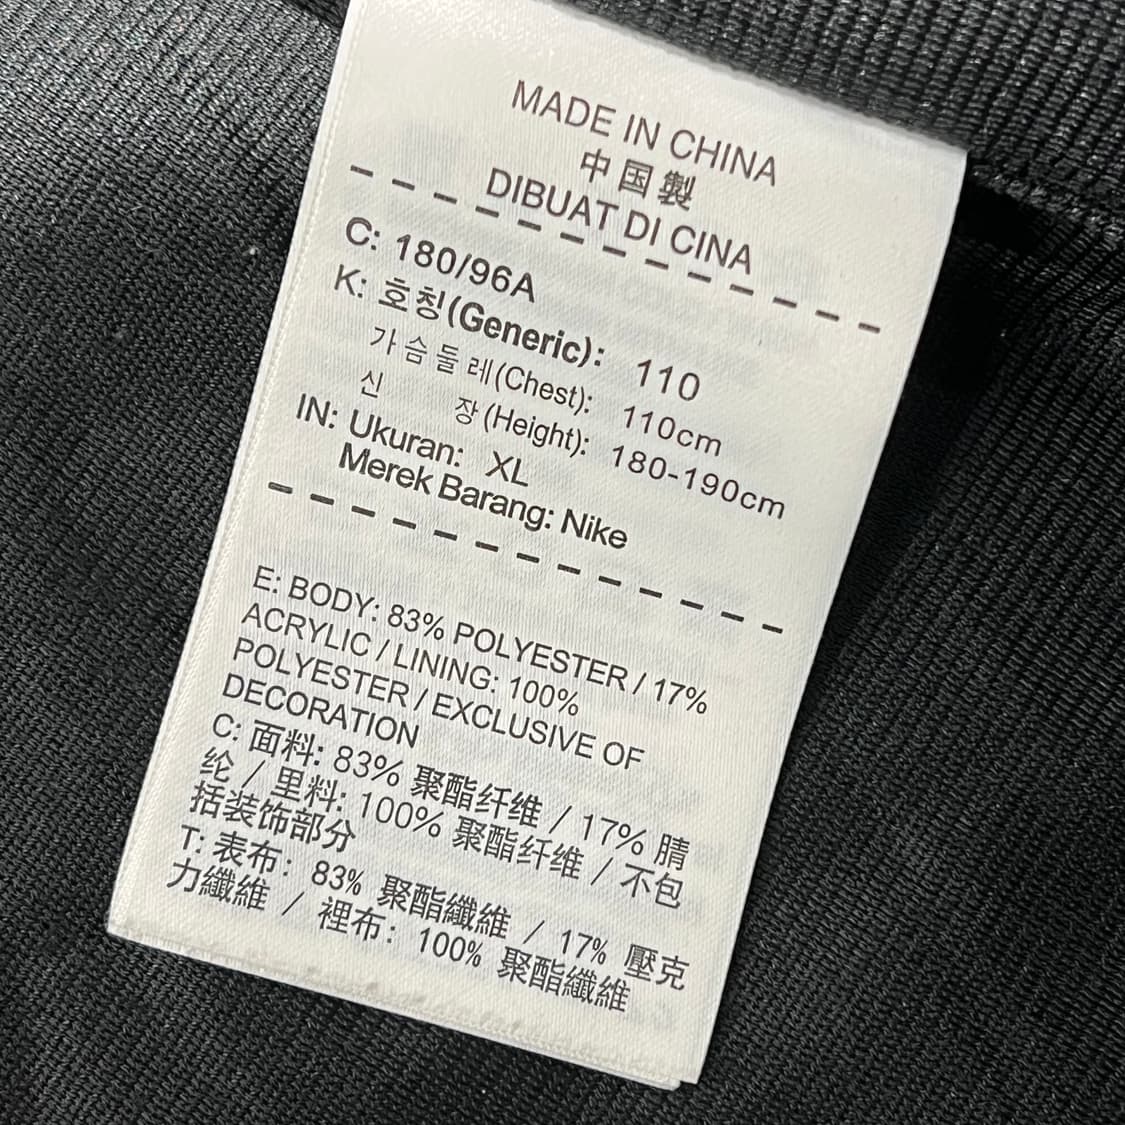 MADE IN CHINA
中国製
DIBUAT DI CINA
C: 180/96A
K: 호칭(Generic): 110
가슴둘레(Chest): 110cm
신 장(Height): 180-190cm
IN: Ukuran: XL
Merek Barang: Nike
E: BODY: 83% POLYESTER / 17%
ACRYLIC / LINING: 100%
POLYESTER / EXCLUSIVE OF
DECORATION
C: 面料: 83% 聚酯纤维 / 17% 腈
纶 / 里料: 100% 聚酯纤维 / 不包
括装饰部分
T: 表布: 83% 聚酯纖維 / 17% 壓克
力纖維 / 裡布: 100% 聚酯纖維